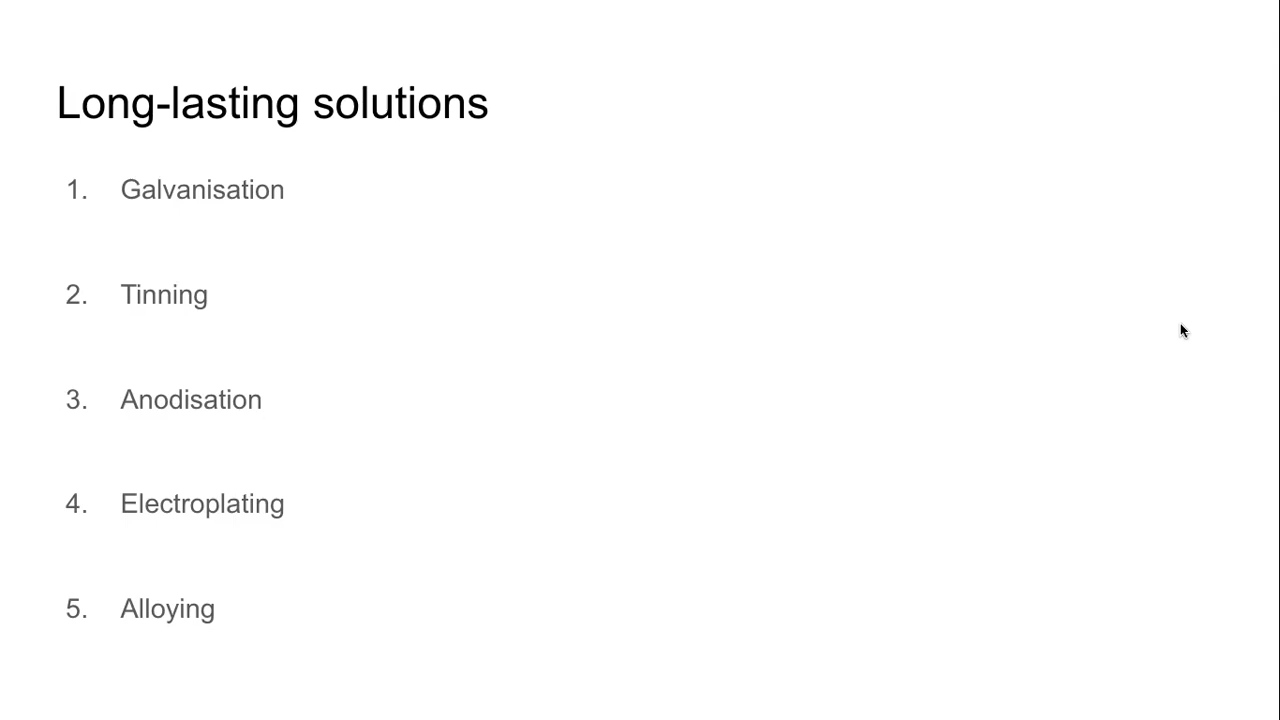 Long-lasting solutions
1. Galvanisation
2. Tinning
3. Anodisation
4. Electroplating
5. Alloying